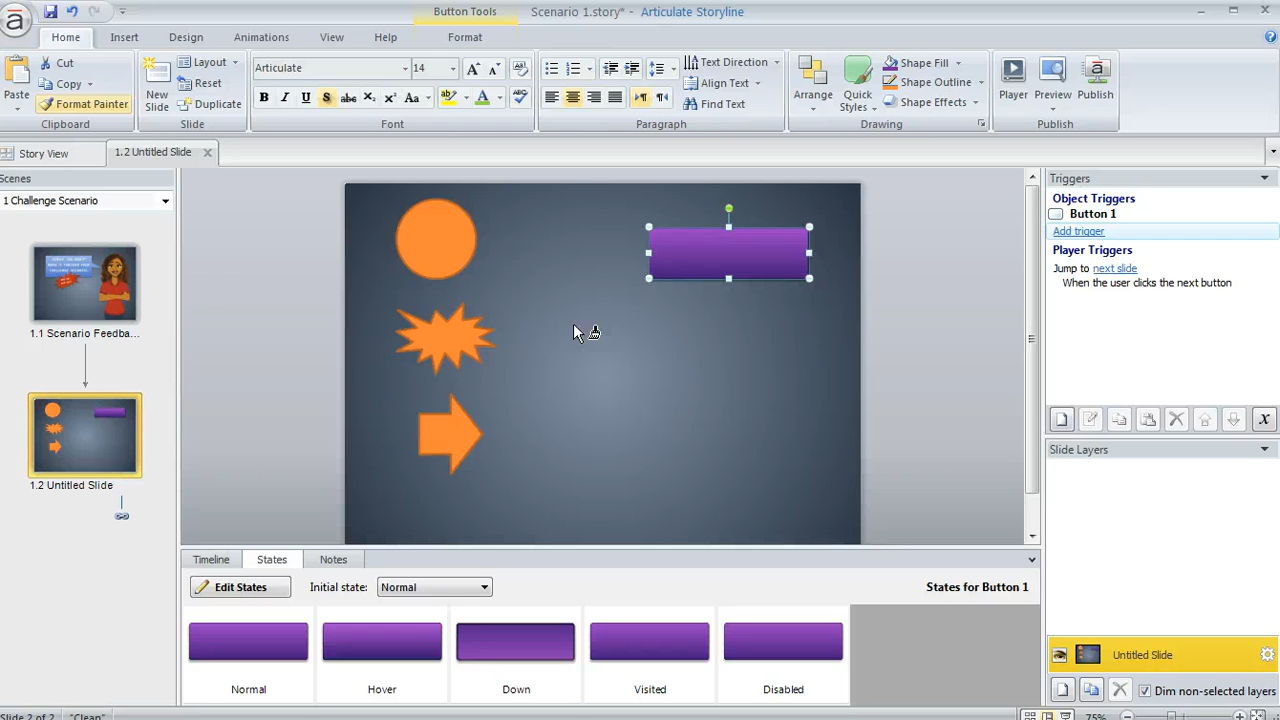 Button Tools
Scenario 1.story* - Articulate Storyline
Home
Insert
Design
Animations
View
Help
Format
Paste
Cut
Copy
Format Painter
Clipboard
New
Slide
Layout
Reset
Duplicate
Slide
Articulate
14
B I U S abc X₂ X² Aa A
Font
Text Direction
Align Text
Find Text
Paragraph
Arrange
Quick
Styles
Shape Fill
Shape Outline
Shape Effects
Drawing
Player
Preview
Publish
Publish
Story View
1.2 Untitled Slide
Scenes
1 Challenge Scenario
1.1 Scenario Feedba...
1.2 Untitled Slide
Triggers
Object Triggers
Button 1
Add trigger
Player Triggers
Jump to next slide
When the user clicks the next button
Slide Layers
Untitled Slide
Dim non-selected layers
Timeline
States
Notes
Edit States
Initial state:
Normal
States for Button 1
Normal
Hover
Down
Visited
Disabled
Slide 2 of 2
"Clean"
75%